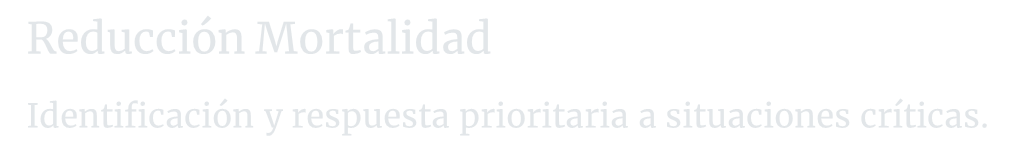 Reducción Mortalidad
Identificación y respuesta prioritaria a situaciones críticas.